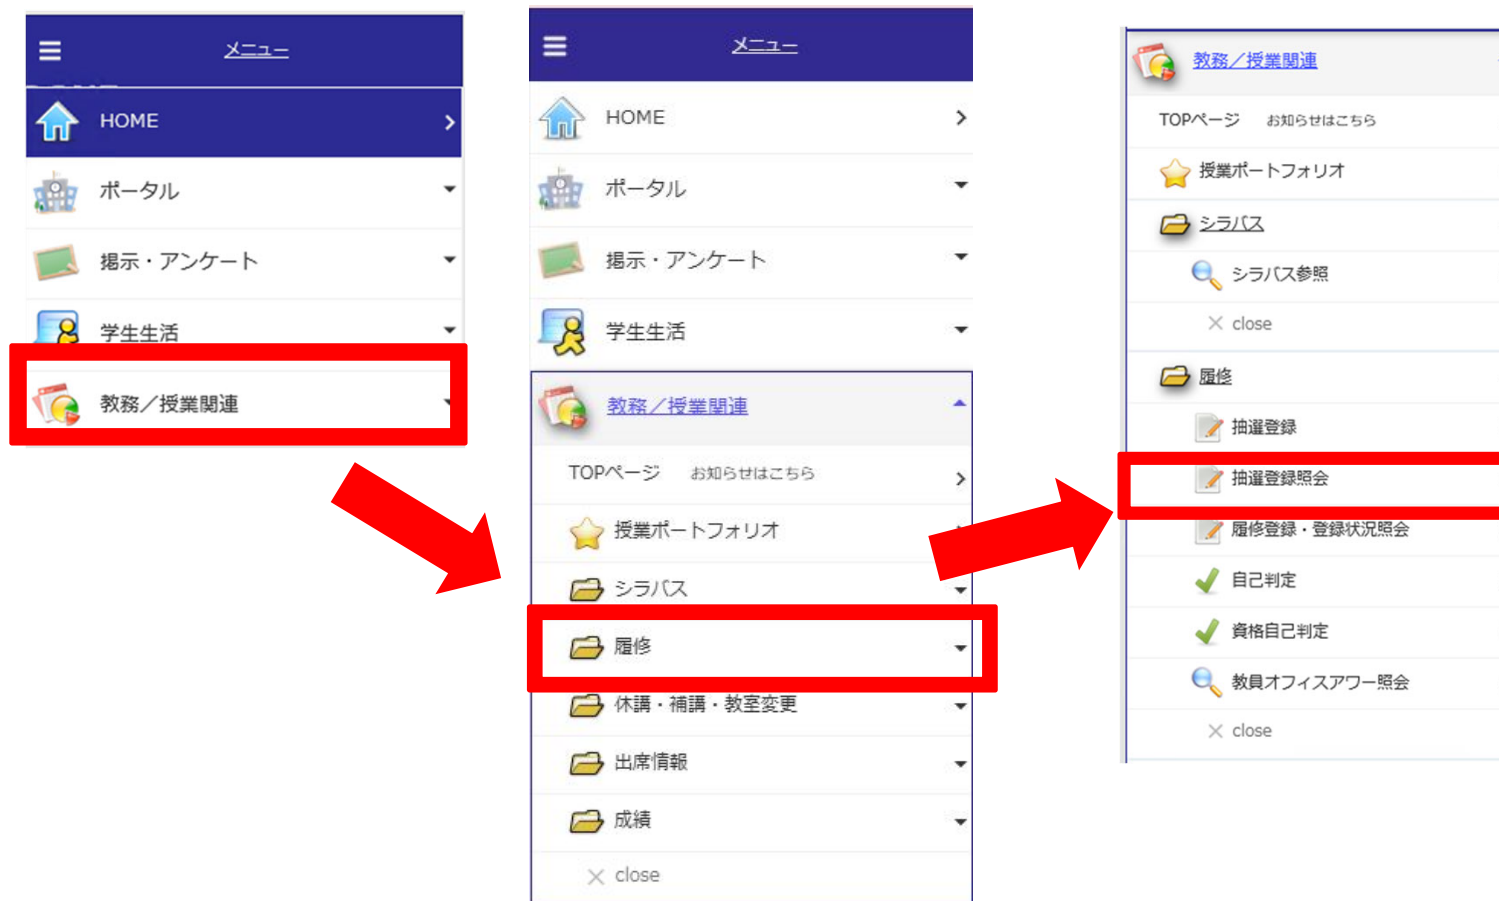 メニュー
HOME
ポータル
掲示・アンケート
学生生活
教務／授業関連
メニュー
HOME
ポータル
掲示・アンケート
学生生活
教務／授業関連
TOPページ お知らせはこちら
授業ポートフォリオ
シラバス
履修
休講・補講・教室変更
出席情報
成績
× close
教務／授業関連
TOPページ お知らせはこちら
授業ポートフォリオ
シラバス
シラバス参照
× close
履修
抽選登録
抽選登録照会
履修登録・登録状況照会
自己判定
資格自己判定
教員オフィスアワー照会
× close